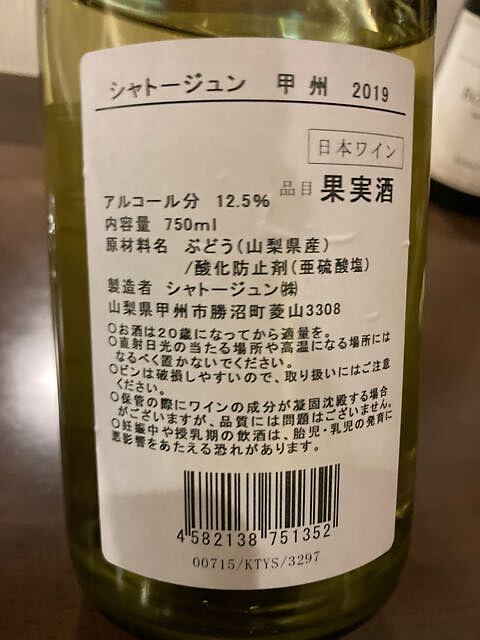 シャトージュン 甲州 2019
日本ワイン
アルコール分 12.5% 品目 果実酒
内容量 750ml
原材料名 ぶどう(山梨県産)
/酸化防止剤(亜硫酸塩)
製造者 シャトージュン㈱
山梨県甲州市勝沼町菱山3308
○お酒は20歳になってから適量を。
○直射日光の当たる場所や高温になる場所には
なるべく置かないでください。
○ビンは破損しやすいので、取り扱いにはご注意
ください。
○保管の際にワインの成分が凝固沈殿する場合
がございますが、品質には問題はございません。
○妊娠中や授乳期の飲酒は、胎児・乳児の発育に
悪影響をあたえる恐れがあります。
4582138751352
00715/KTYS/3297